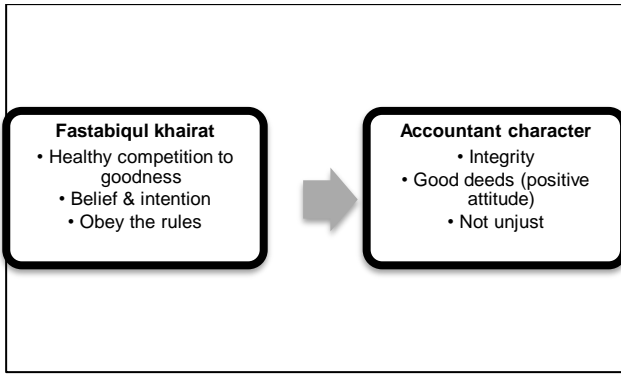 Fastabiqul khairat
• Healthy competition to
goodness
• Belief & intention
• Obey the rules
Accountant character
• Integrity
• Good deeds (positive
attitude)
• Not unjust